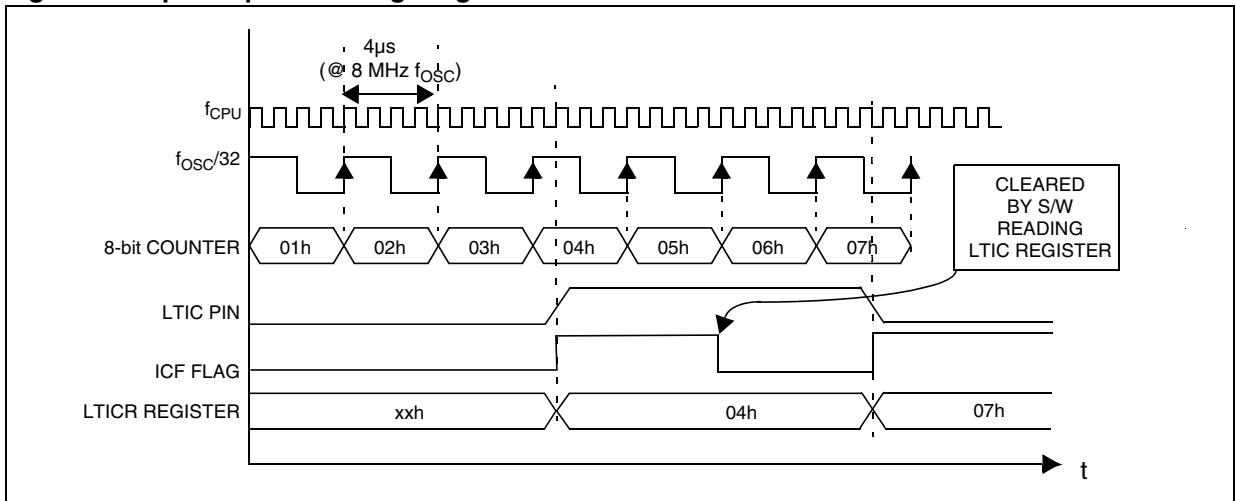 4µs
(@ 8 MHz fOSC)
fCPU
fOSC/32
CLEARED
BY S/W
READING
LTIC REGISTER
8-bit COUNTER
01h
02h
03h
04h
05h
06h
07h
LTIC PIN
ICF FLAG
LTICR REGISTER
xxh
04h
07h
t